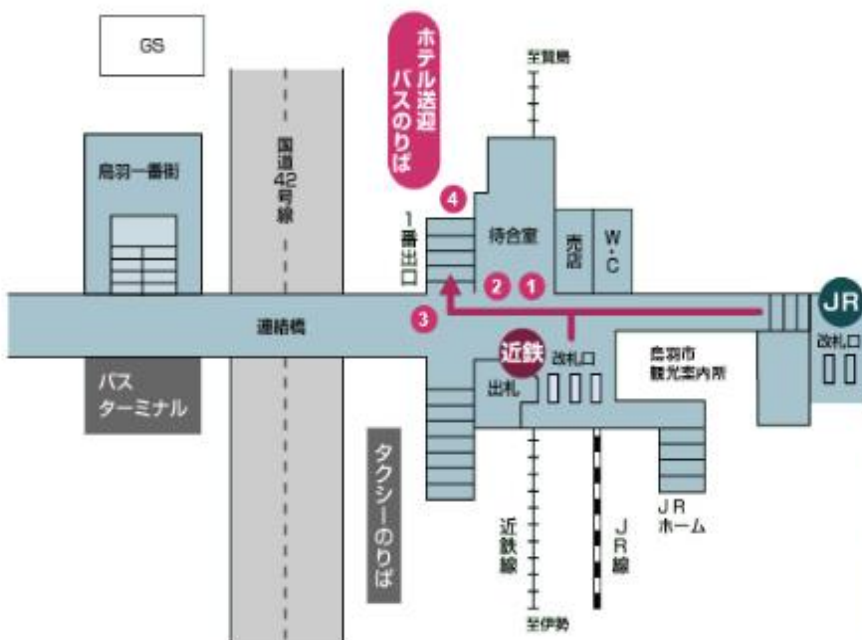 GS
鳥羽一番街
国道42号線
ホテル送迎
バスのりば
至賢島
4
1番出口
待合室
売店
W・C
2
1
3
連結橋
JR
改札口
近鉄
改札口
出札
鳥羽市
観光案内所
バス
ターミナル
タクシーのりば
近鉄線
JR線
JR
ホーム
至伊勢